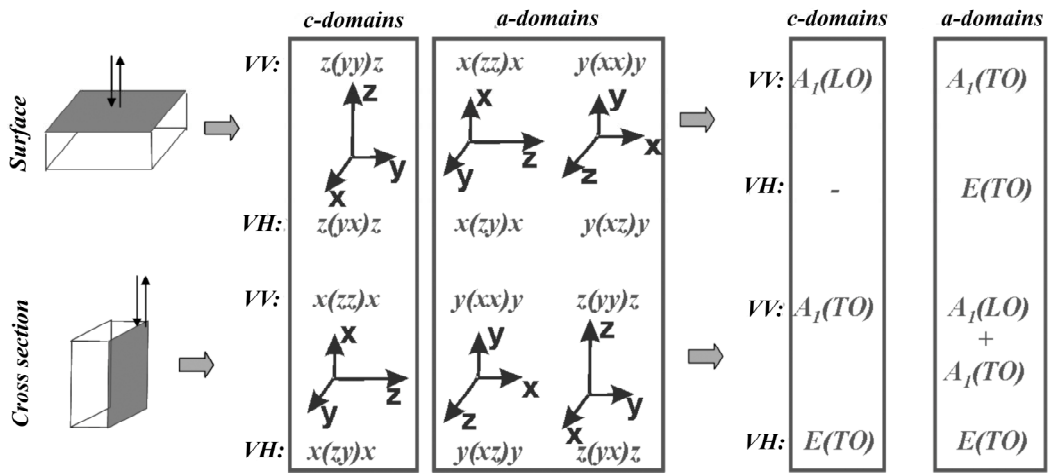 c-domains a-domains c-domains a-domains
Surface
VV: z(yy)z x(zz)x y(xx)y
z x y
y z x
x y z
VH: z(yx)z x(zy)x y(xz)y
VV: A1(LO) A1(TO)
VH: - E(TO)
Cross section
VV: x(zz)x y(xx)y z(yy)z
x y z
z x y
y z x
VH: x(zy)x y(xz)y z(yx)z
VV: A1(TO) A1(LO)
+
A1(TO)
VH: E(TO) E(TO)